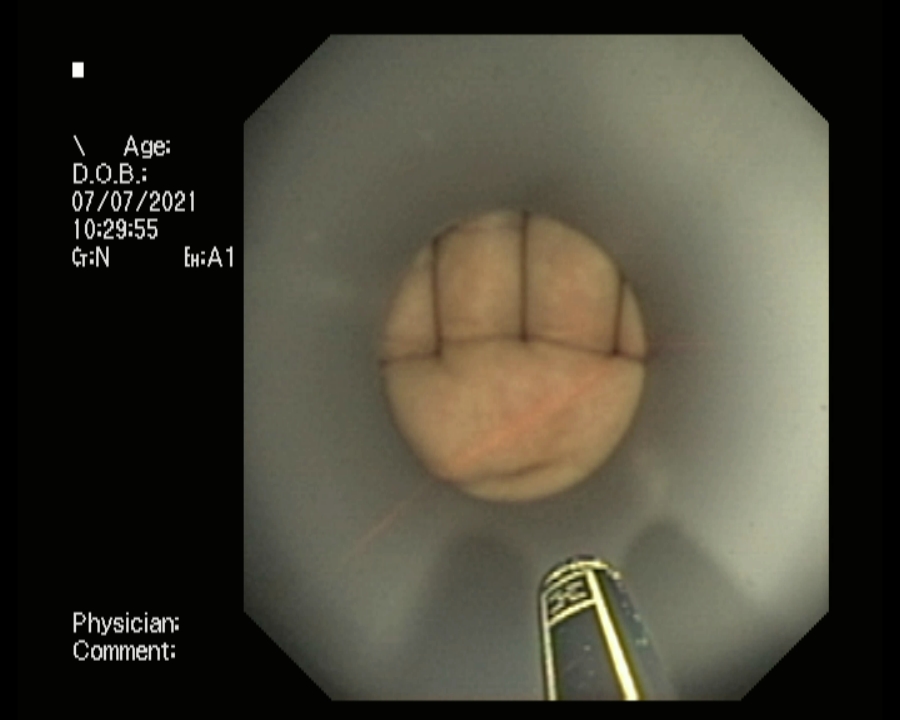 \ Age:
D.O.B.:
07/07/2021
10:29:55
Cr:N EH:A1
Physician:
Comment: